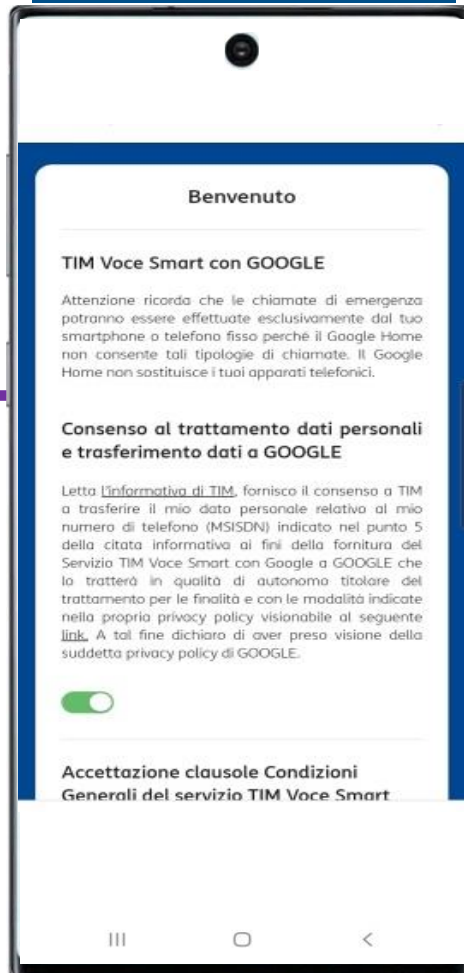 Benvenuto
TIM Voce Smart con GOOGLE
Attenzione ricorda che le chiamate di emergenza
potranno essere effettuate esclusivamente dal tuo
smartphone o telefono fisso perché il Google Home
non consente tali tipologie di chiamate. Il Google
Home non sostituisce i tuoi apparati telefonici.
Consenso al trattamento dati personali
e trasferimento dati a GOOGLE
Letta l'informativa di TIM, fornisco il consenso a TIM
a trasferire il mio dato personale relativo al mio
numero di telefono (MSISDN) indicato nel punto 5
della citata informativa ai fini della fornitura del
Servizio TIM Voce Smart con Google a GOOGLE che
lo tratterà in qualità di autonomo titolare del
trattamento per le finalità e con le modalità indicate
nella propria privacy policy visionabile al seguente
link. A tal fine dichiaro di aver preso visione della
suddetta privacy policy di GOOGLE.
Accettazione clausole Condizioni
Generali del servizio TIM Voce Smart